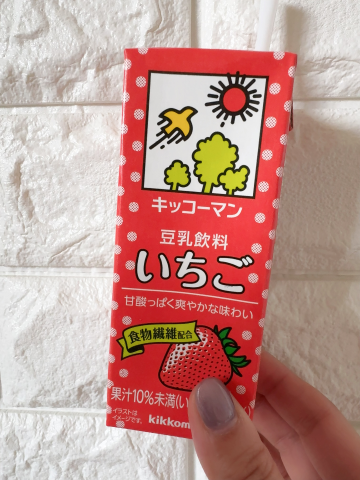 キッコーマン
豆乳飲料
いちご
甘酸っぱく爽やかな味わい
食物繊維配合
果汁10%未満(い
イラストは
イメージです。
kikkom